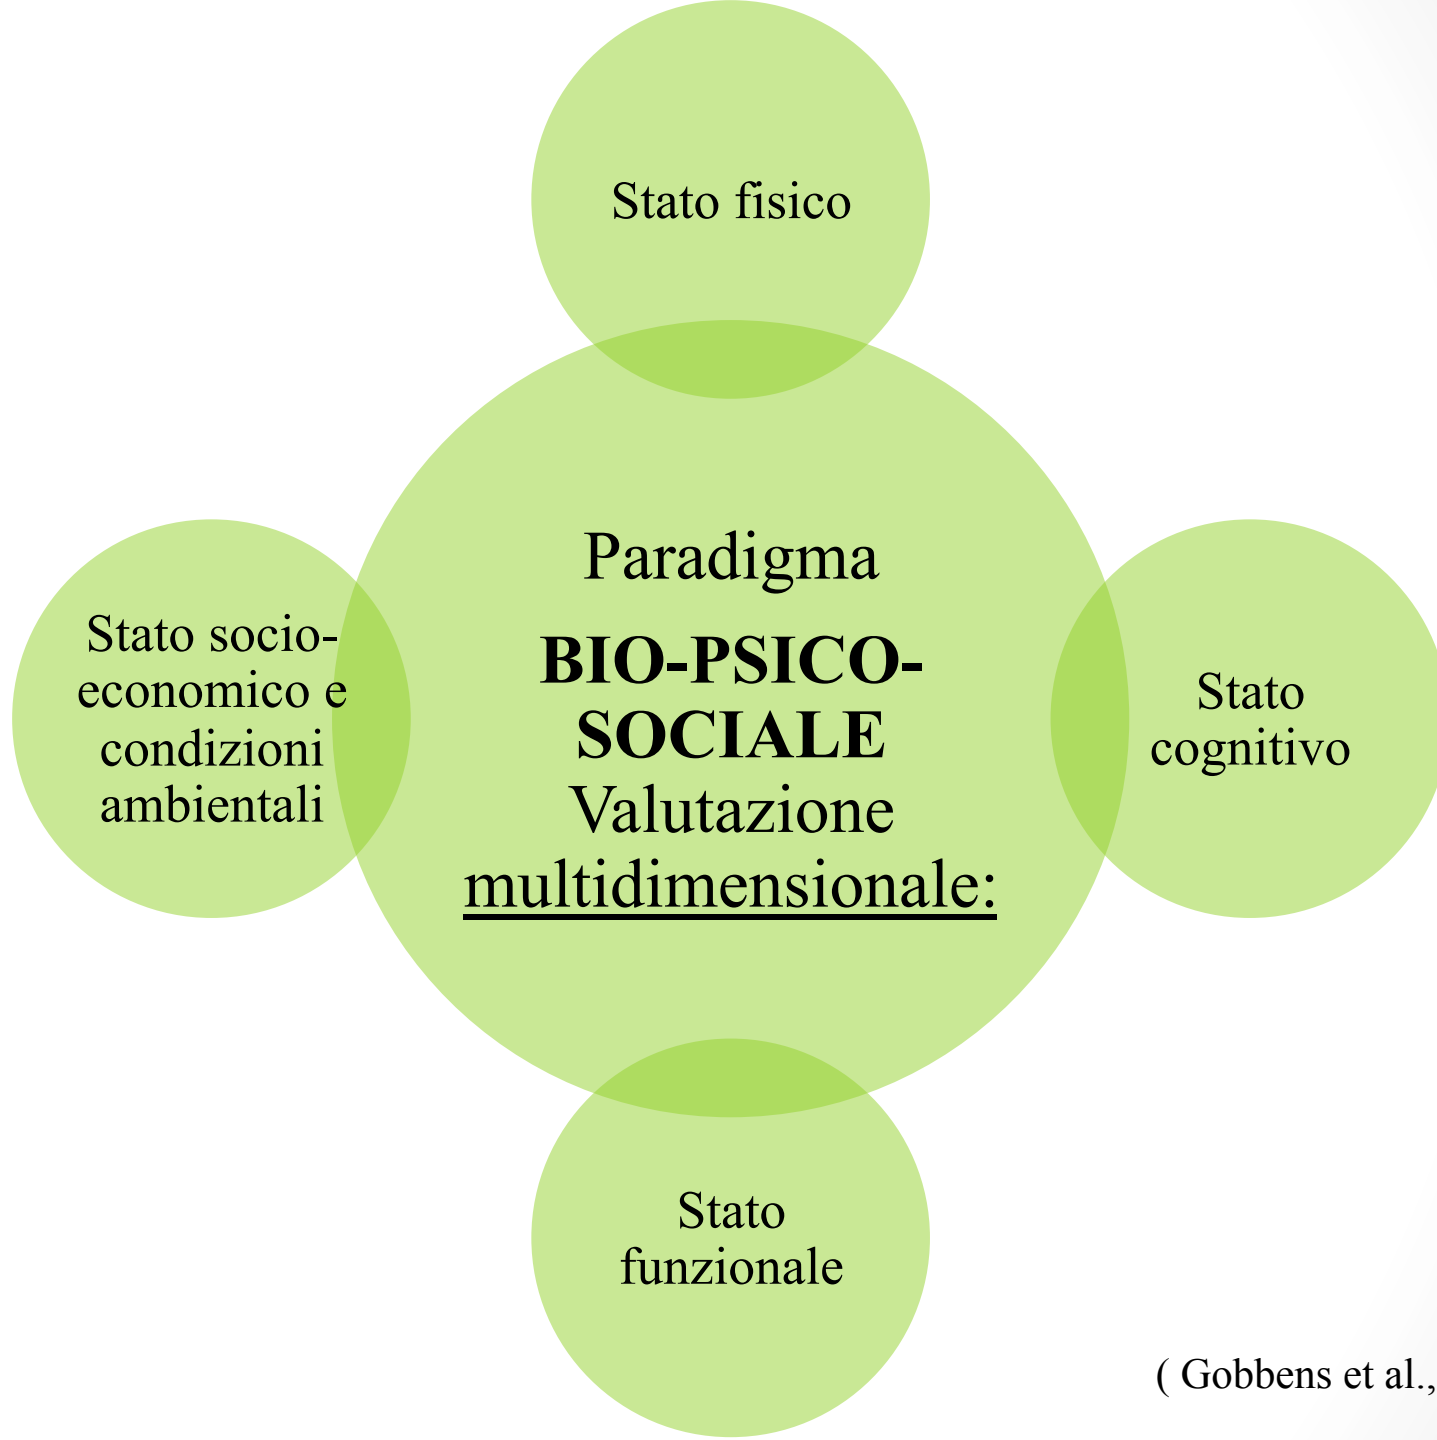 Stato fisico
Paradigma
BIO-PSICO-
SOCIALE
Valutazione
multidimensionale:
Stato socio-
economico e
condizioni
ambientali
Stato
cognitivo
Stato
funzionale
( Gobbens et al.,